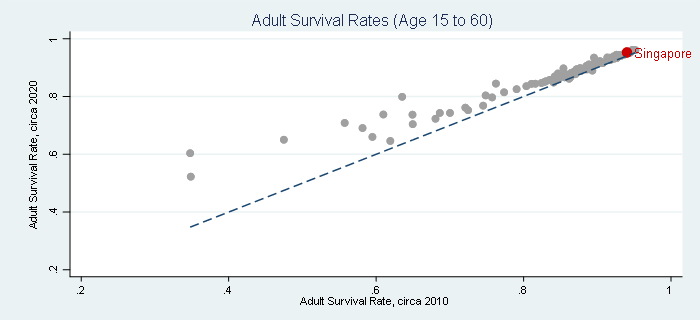 Adult Survival Rates (Age 15 to 60)
Adult Survival Rate, circa 2020
1
.8
.6
.4
.2
Singapore
.2
.4
.6
.8
1
Adult Survival Rate, circa 2010